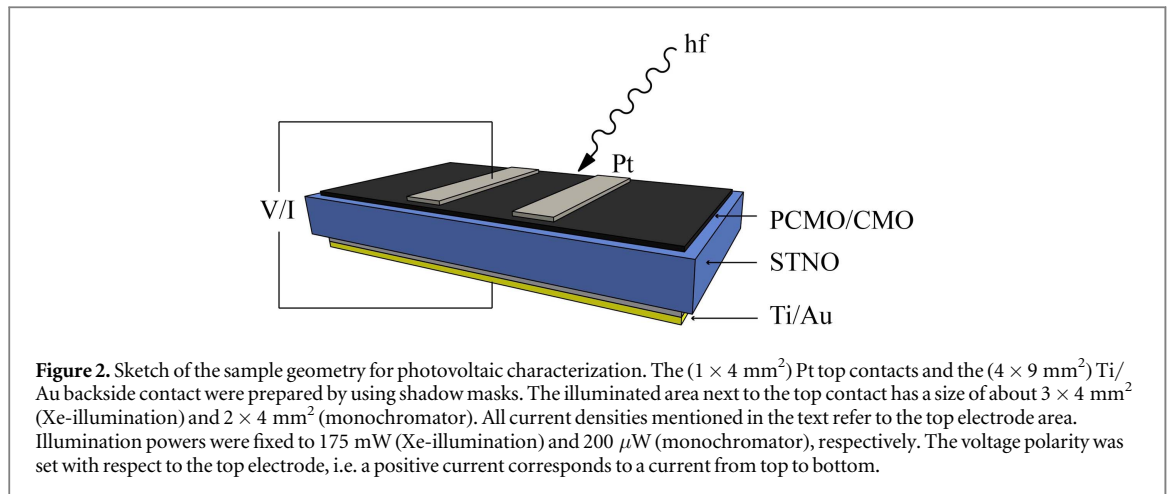 hf
Pt
V/I
PCMO/CMO
STNO
Ti/Au
Figure 2. Sketch of the sample geometry for photovoltaic characterization. The (1 × 4 mm²) Pt top contacts and the (4 × 9 mm²) Ti/
Au backside contact were prepared by using shadow masks. The illuminated area next to the top contact has a size of about 3 × 4 mm²
(Xe-illumination) and 2 × 4 mm² (monochromator). All current densities mentioned in the text refer to the top electrode area.
Illumination powers were fixed to 175 mW (Xe-illumination) and 200 μW (monochromator), respectively. The voltage polarity was
set with respect to the top electrode, i.e. a positive current corresponds to a current from top to bottom.